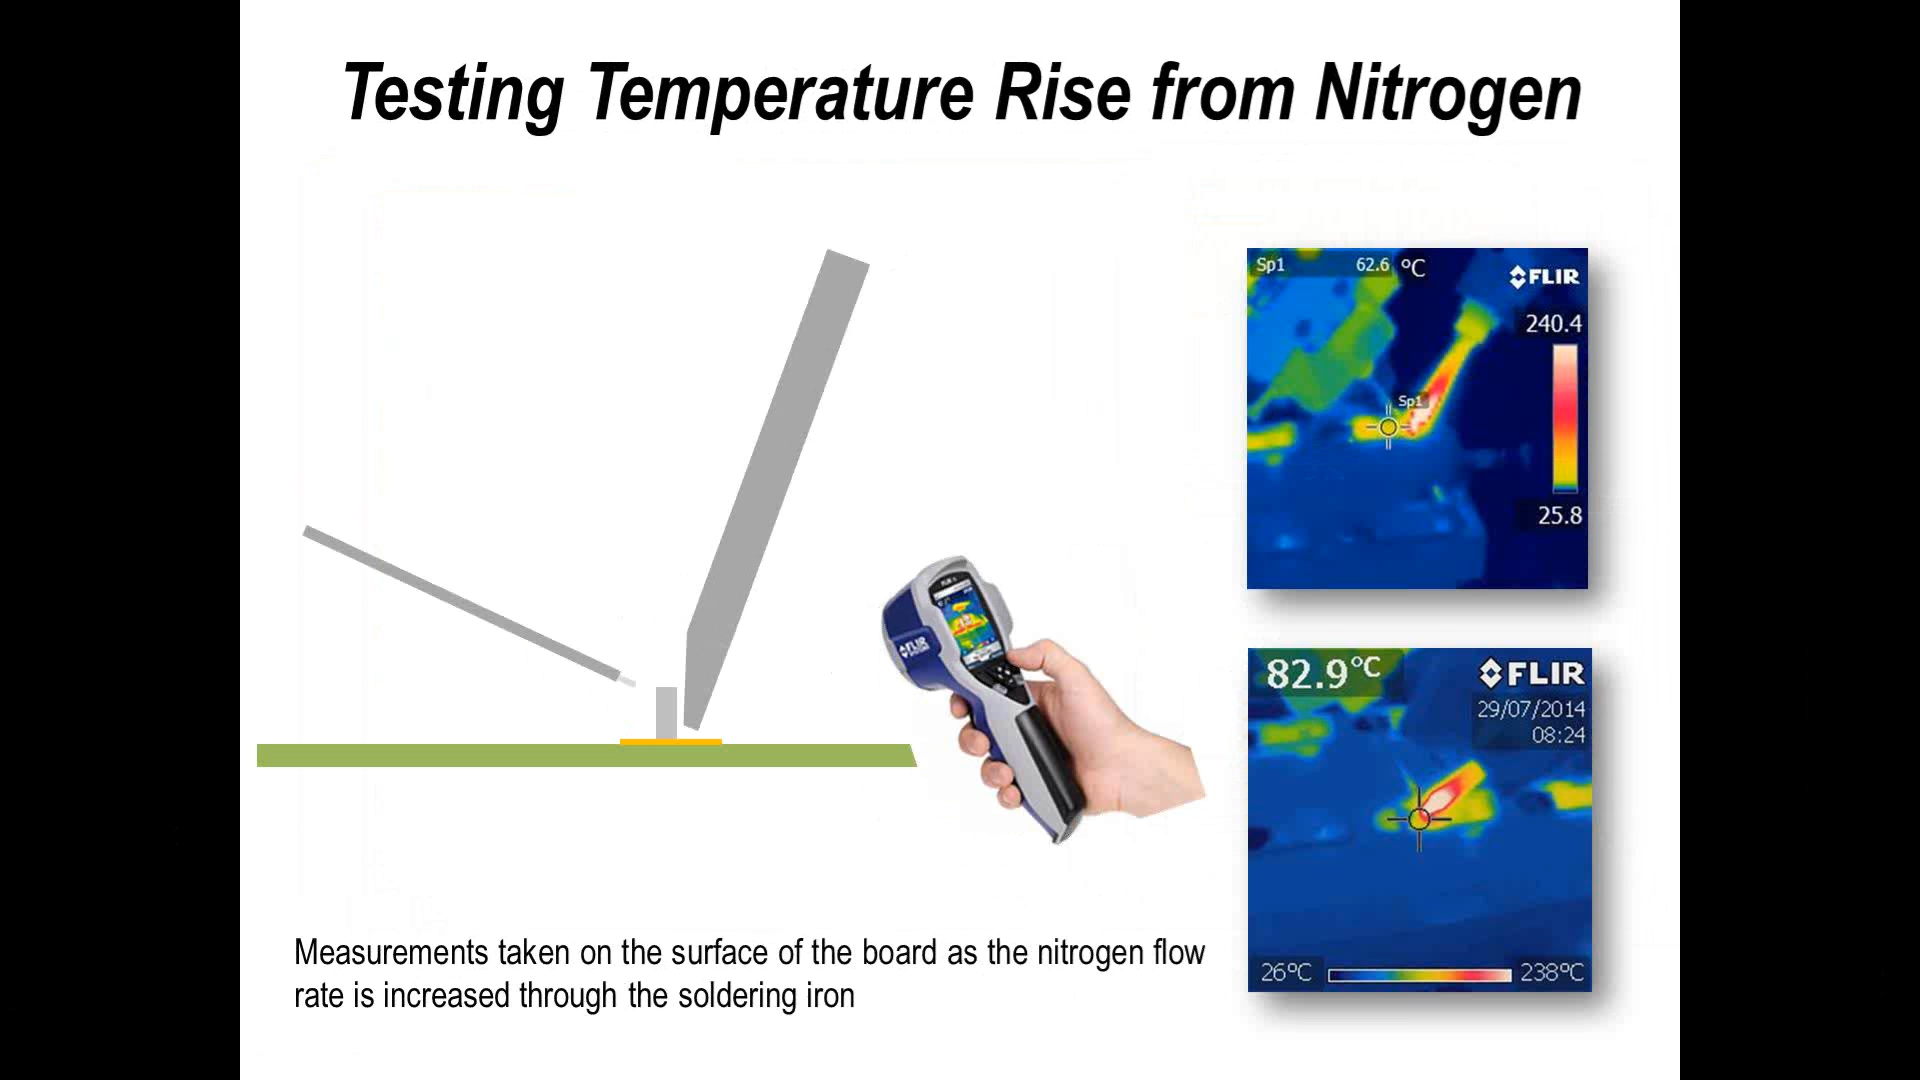 Testing Temperature Rise from Nitrogen
Sp1 62.6 °C
FLIR
240.4
Sp1
25.8
FLIR
82.9°C
FLIR
29/07/2014
08:24
26°C 238°C
Measurements taken on the surface of the board as the nitrogen flow
rate is increased through the soldering iron